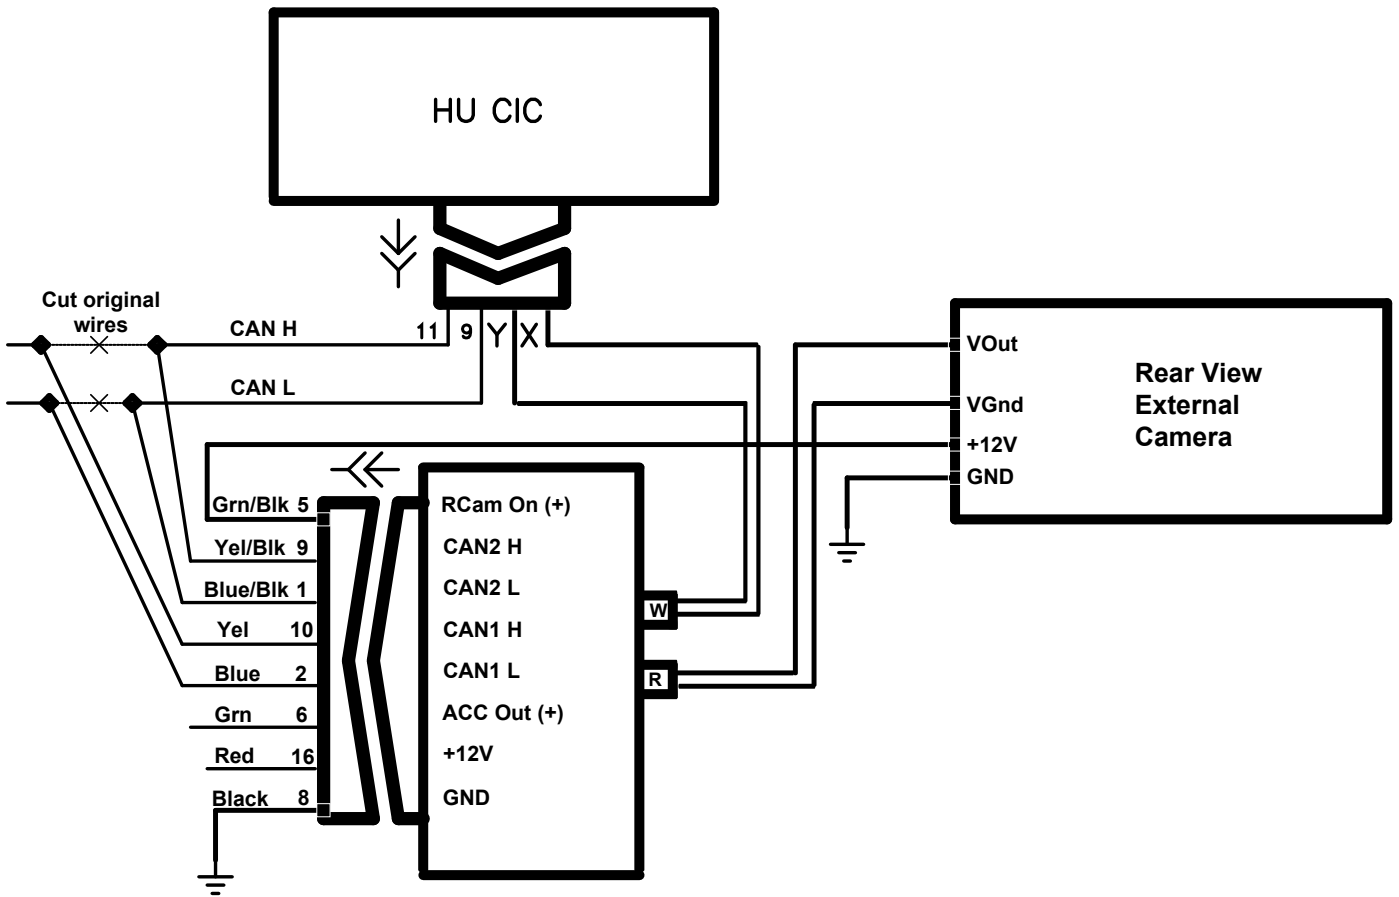 HU CIC
Cut original
wires
CAN H
11 9 Y X
CAN L
VOut
VGnd
+12V
GND
Rear View
External
Camera
Grn/Blk 5 RCam On (+)
Yel/Blk 9 CAN2 H
Blue/Blk 1 CAN2 L
Yel 10 CAN1 H
Blue 2 CAN1 L
Grn 6 ACC Out (+)
Red 16 +12V
Black 8 GND
W
R